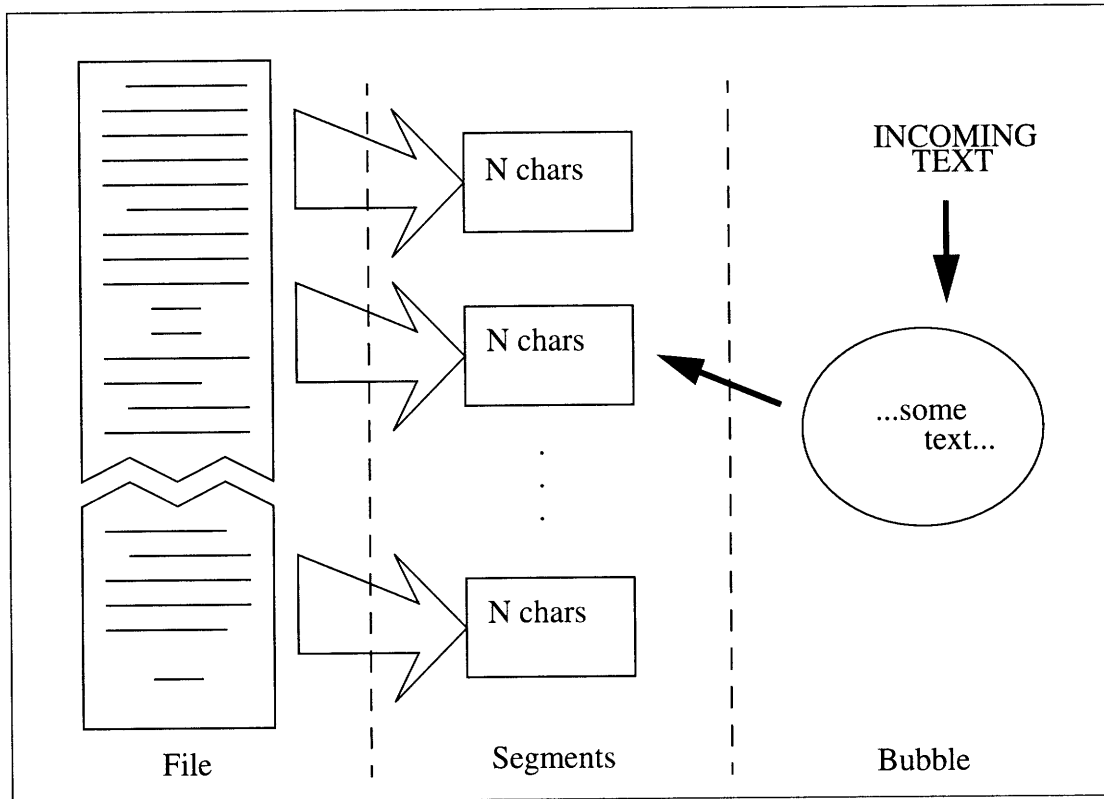 N chars
INCOMING
TEXT
N chars
...some
text...
N chars
File
Segments
Bubble